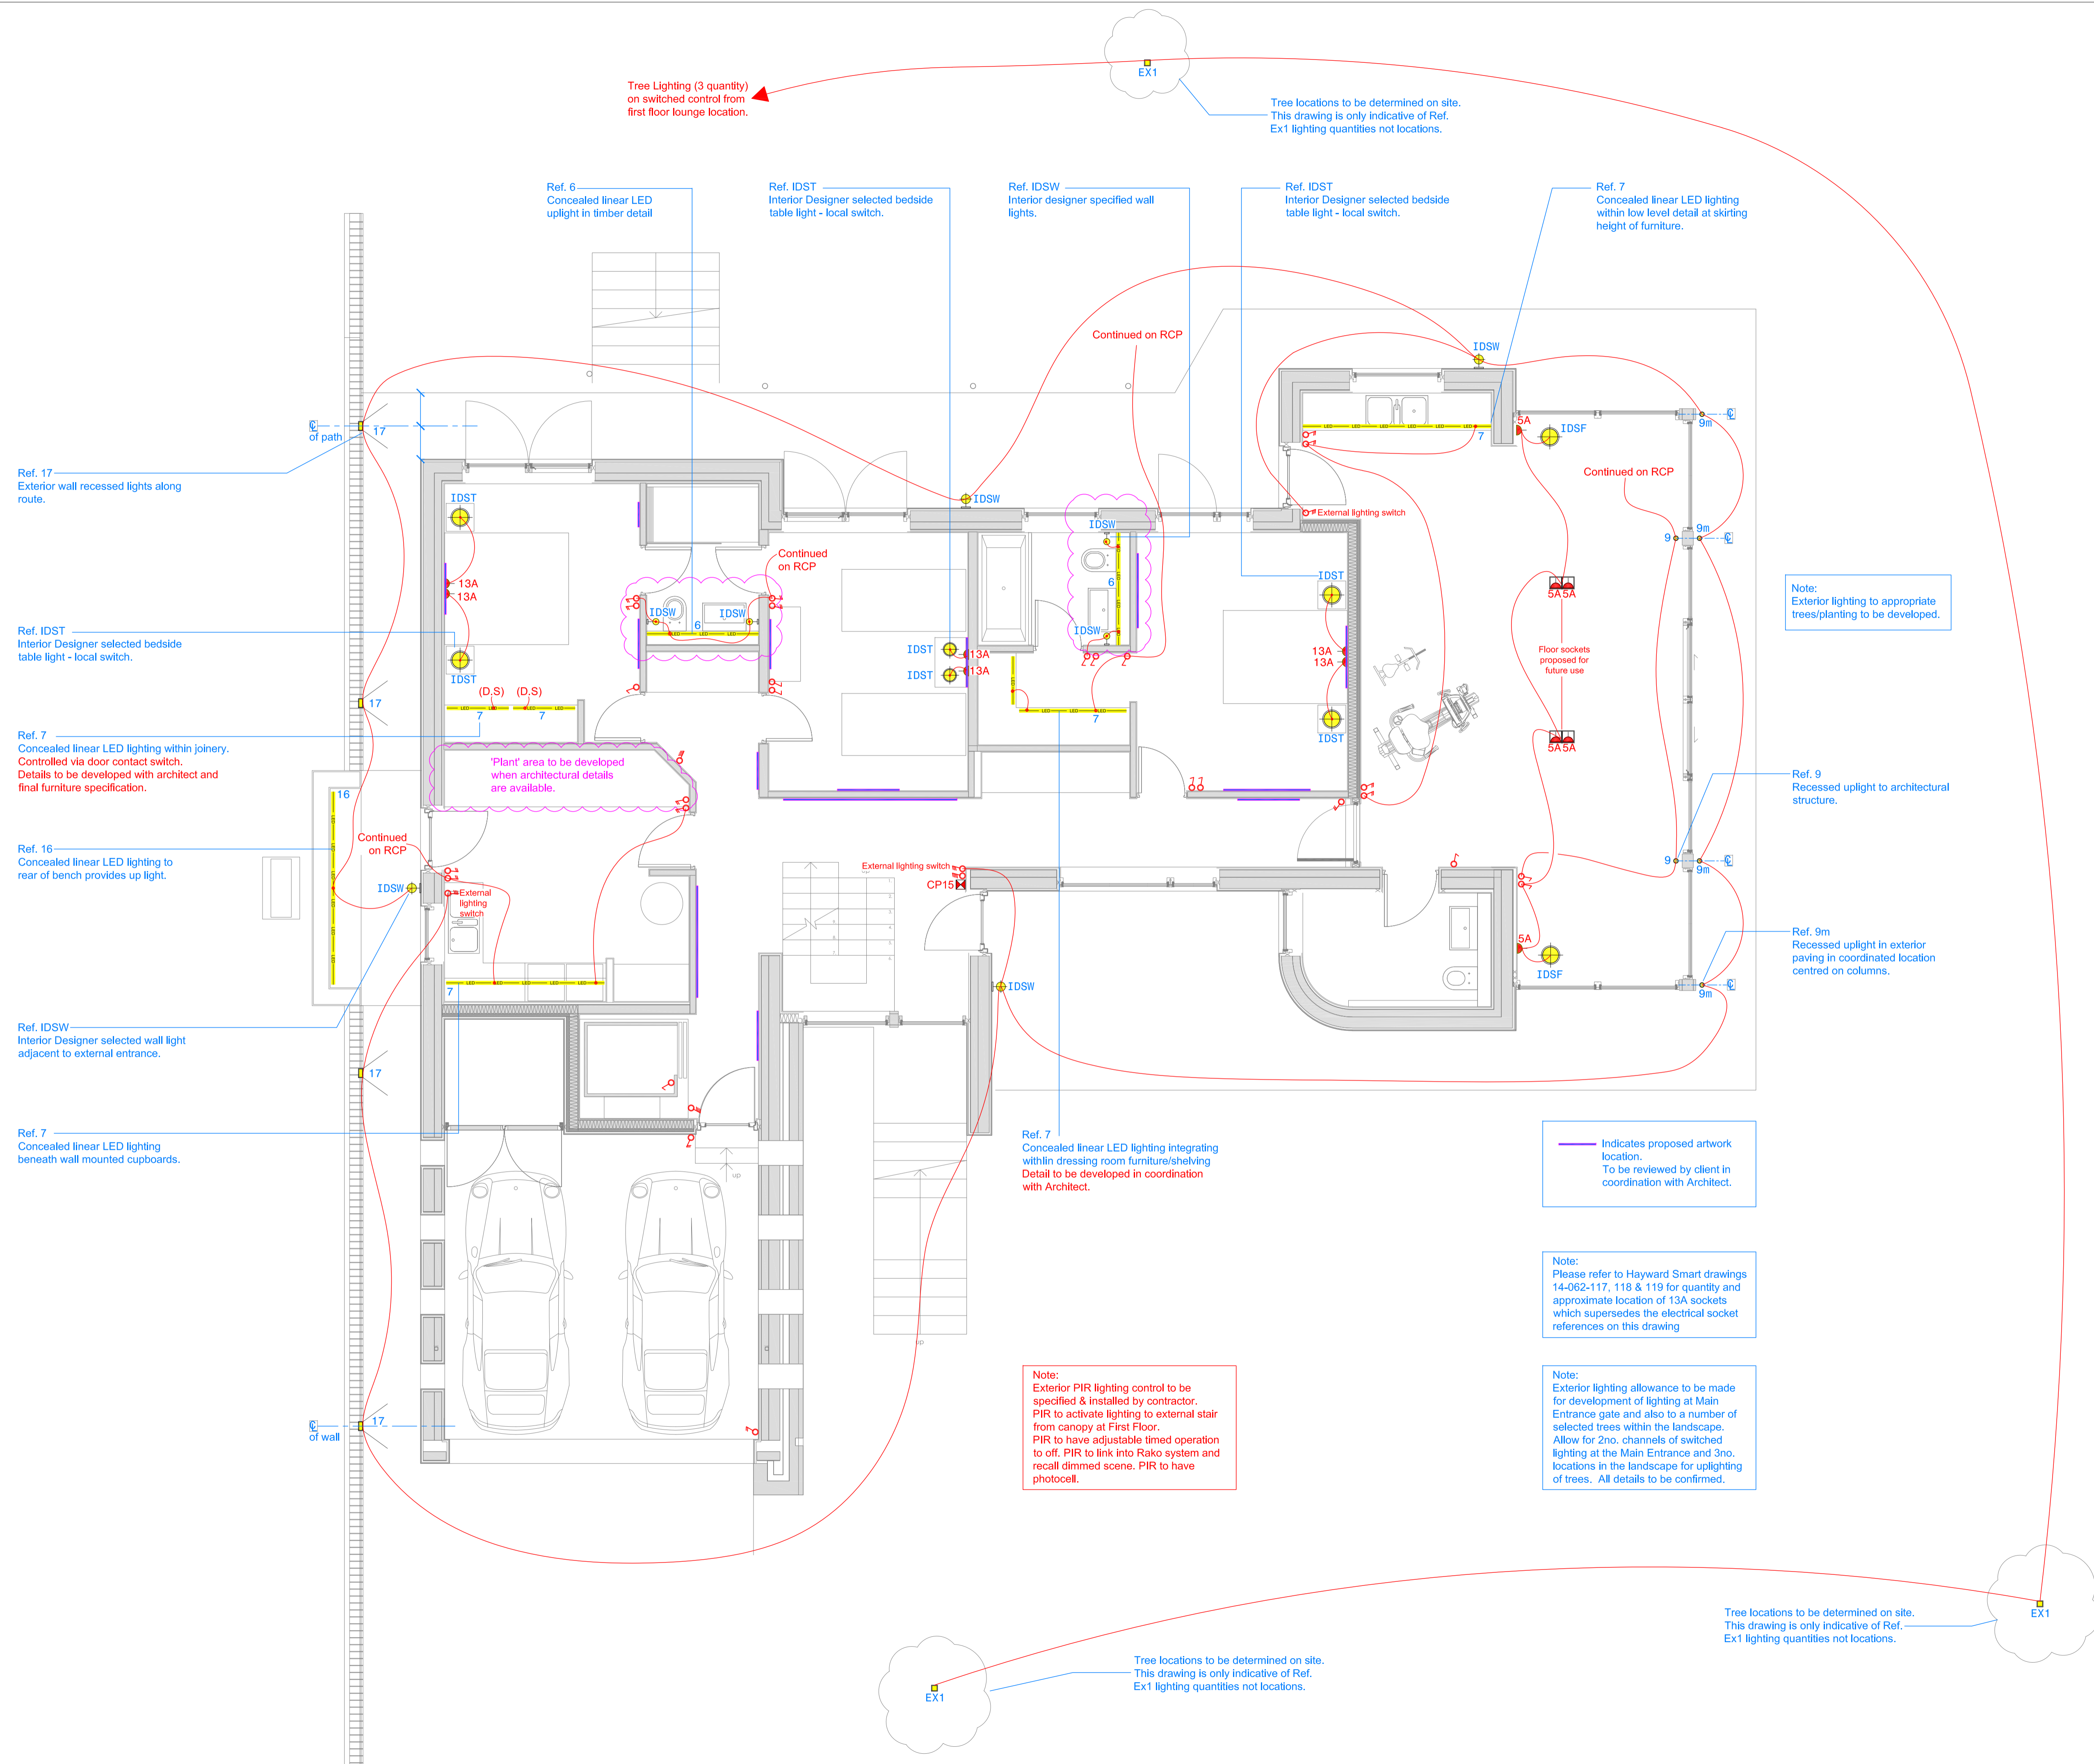 EX1
Tree Lighting (3 quantity)
on switched control from
first floor lounge location.
Tree locations to be determined on site.
This drawing is only indicative of Ref.
Ex1 lighting quantities not locations.
Ref. 6
Concealed linear LED
uplight in timber detail
Ref. IDST
Interior Designer selected bedside
table light - local switch.
Ref. IDSW
Interior designer specified wall
lights.
Ref. IDST
Interior Designer selected bedside
table light - local switch.
Ref. 7
Concealed linear LED lighting
within low level detail at skirting
height of furniture.
Continued on RCP
IDSW
of path
17
5A
IDSF
9m
7
Ref. 17
Exterior wall recessed lights along
route.
Continued on RCP
IDST
IDSW
External lighting switch
IDSW
9
9m
Continued
on RCP
13A
13A
6
IDST
5A 5A
Note:
Exterior lighting to appropriate
trees/planting to be developed.
IDSW
IDSW
6
IDSW
Ref. IDST
Interior Designer selected bedside
table light - local switch.
IDST
IDST
IDST
13A
13A
13A
13A
Floor sockets
proposed for
future use
IDST
(D.S)
(D.S)
7
7
17
7
IDST
5A 5A
Ref. 7
Concealed linear LED lighting within joinery.
Controlled via door contact switch.
Details to be developed with architect and
final furniture specification.
'Plant' area to be developed
when architectural details
are available.
Ref. 9
Recessed uplight to architectural
structure.
16
Continued
on RCP
Ref. 16
Concealed linear LED lighting to
rear of bench provides up light.
IDSW
External
lighting
switch
External lighting switch
CP15
9
9m
5A
IDSF
Ref. 9m
Recessed uplight in exterior
paving in coordinated location
centred on columns.
7
IDSW
9m
Ref. IDSW
Interior Designer selected wall light
adjacent to external entrance.
17
Ref. 7
Concealed linear LED lighting
beneath wall mounted cupboards.
up
Ref. 7
Concealed linear LED lighting integrating
withlin dressing room furniture/shelving
Detail to be developed in coordination
with Architect.
Indicates proposed artwork
location.
To be reviewed by client in
coordination with Architect.
Note:
Please refer to Hayward Smart drawings
14-062-117, 118 & 119 for quantity and
approximate location of 13A sockets
which supersedes the electrical socket
references on this drawing
up
Note:
Exterior PIR lighting control to be
specified & installed by contractor.
PIR to activate lighting to external stair
from canopy at First Floor.
PIR to have adjustable timed operation
to off. PIR to link into Rako system and
recall dimmed scene. PIR to have
photocell.
Note:
Exterior lighting allowance to be made
for development of lighting at Main
Entrance gate and also to a number of
selected trees within the landscape.
Allow for 2no. channels of switched
lighting at the Main Entrance and 3no.
locations in the landscape for uplighting
of trees. All details to be confirmed.
17
of wall
Tree locations to be determined on site.
This drawing is only indicative of Ref.
Ex1 lighting quantities not locations.
EX1
Tree locations to be determined on site.
This drawing is only indicative of Ref.
Ex1 lighting quantities not locations.
EX1